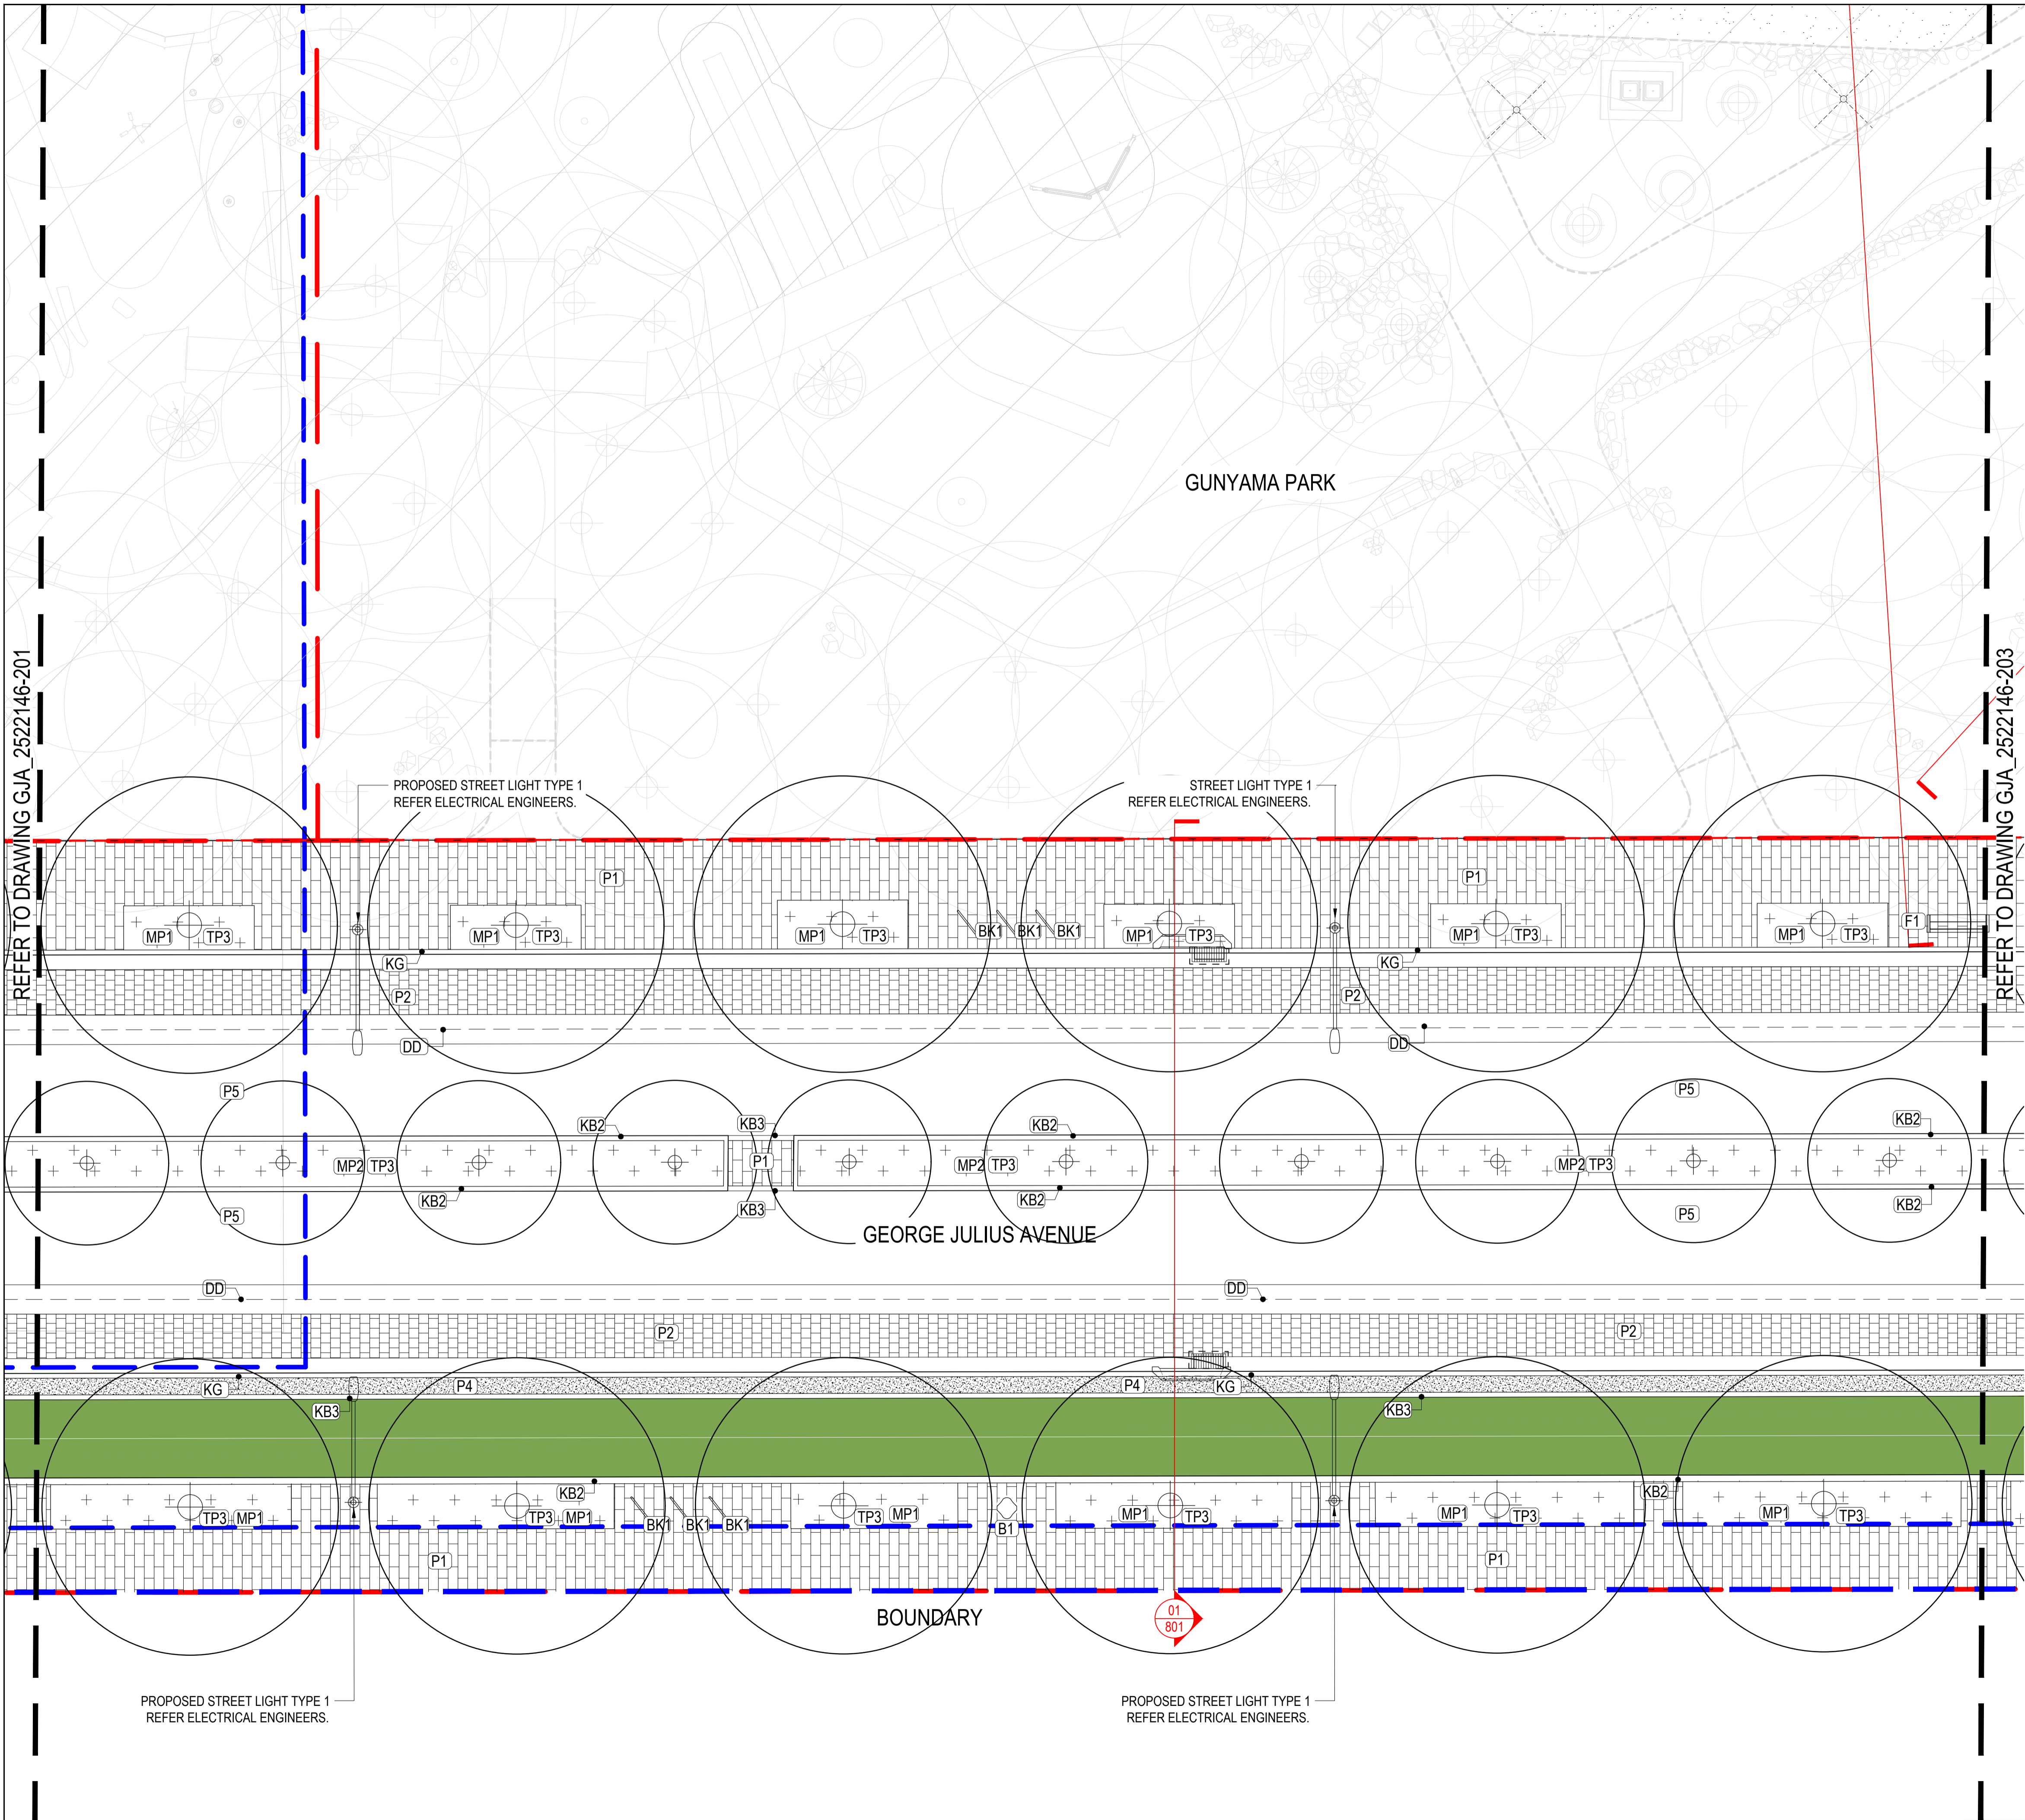 GUNYAMA PARK
REFER TO DRAWING GJA_2522146-201
REFER TO DRAWING GJA_2522146-203
PROPOSED STREET LIGHT TYPE 1
REFER ELECTRICAL ENGINEERS.
STREET LIGHT TYPE 1
REFER ELECTRICAL ENGINEERS.
P1
P1
MP1 TP3
MP1 TP3
MP1 TP3
BK1 BK1 BK1
MP1 TP3
MP1 TP3
MP1 TP3
F1
KG
KG
P2
P2
DD
DD
P5
P5
KB2
KB3
KB2
KB2
MP2 TP3
P1
MP2 TP3
MP2 TP3
KB2
KB3
KB2
KB2
P5
P5
GEORGE JULIUS AVENUE
DD
DD
P2
P2
KG
P4
P4
KG
KB3
KB3
KB2
KB2
TP3 MP1
TP3 MP1
BK1 BK1 BK1
TP3 MP1
B1
MP1 TP3
MP1 TP3
MP1 TP3
P1
P1
BOUNDARY
01
801
PROPOSED STREET LIGHT TYPE 1
REFER ELECTRICAL ENGINEERS.
PROPOSED STREET LIGHT TYPE 1
REFER ELECTRICAL ENGINEERS.